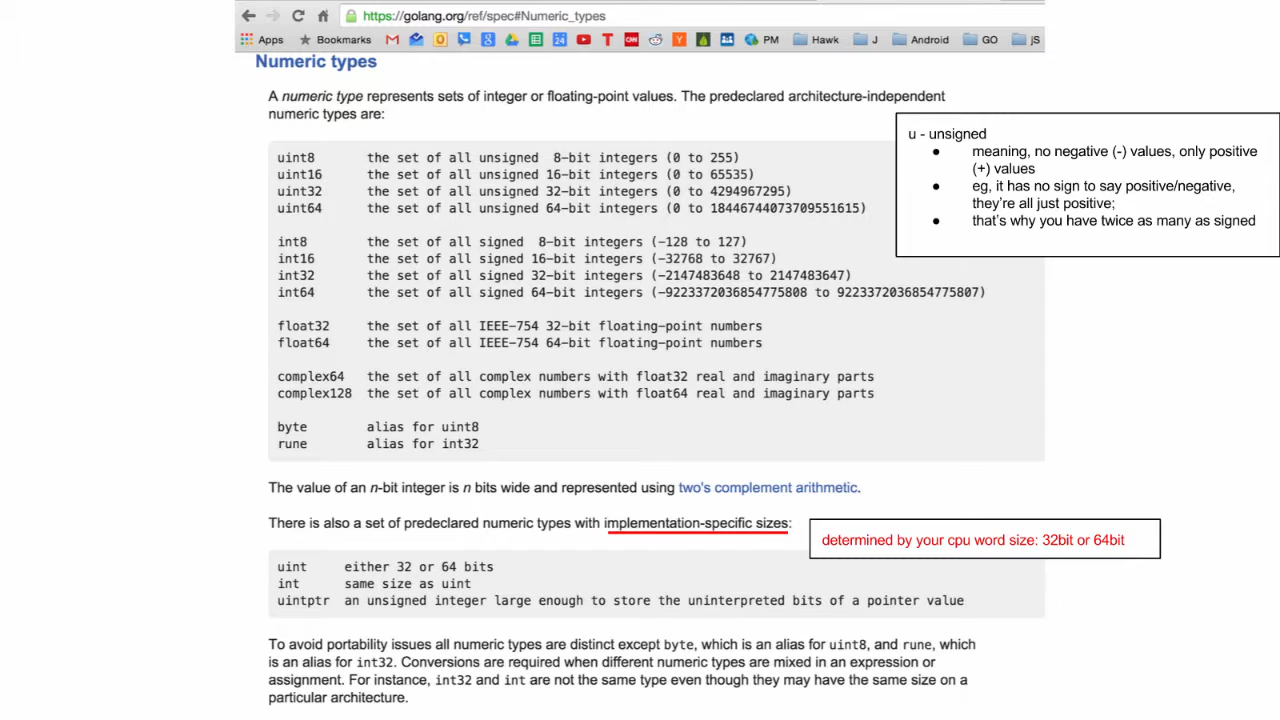 https://golang.org/ref/spec#Numeric_types
Apps Bookmarks 24 CNN PM Hawk J Android GO jS
Numeric types
A numeric type represents sets of integer or floating-point values. The predeclared architecture-independent
numeric types are:
u - unsigned
● meaning, no negative (-) values, only positive
(+) values
● eg, it has no sign to say positive/negative,
they're all just positive;
● that's why you have twice as many as signed
uint8 the set of all unsigned 8-bit integers (0 to 255)
uint16 the set of all unsigned 16-bit integers (0 to 65535)
uint32 the set of all unsigned 32-bit integers (0 to 4294967295)
uint64 the set of all unsigned 64-bit integers (0 to 18446744073709551615)
int8 the set of all signed 8-bit integers (-128 to 127)
int16 the set of all signed 16-bit integers (-32768 to 32767)
int32 the set of all signed 32-bit integers (-2147483648 to 2147483647)
int64 the set of all signed 64-bit integers (-9223372036854775808 to 9223372036854775807)
float32 the set of all IEEE-754 32-bit floating-point numbers
float64 the set of all IEEE-754 64-bit floating-point numbers
complex64 the set of all complex numbers with float32 real and imaginary parts
complex128 the set of all complex numbers with float64 real and imaginary parts
byte alias for uint8
rune alias for int32
The value of an n-bit integer is n bits wide and represented using two's complement arithmetic.
There is also a set of predeclared numeric types with implementation-specific sizes:
determined by your cpu word size: 32bit or 64bit
uint either 32 or 64 bits
int same size as uint
uintptr an unsigned integer large enough to store the uninterpreted bits of a pointer value
To avoid portability issues all numeric types are distinct except byte, which is an alias for uint8, and rune, which
is an alias for int32. Conversions are required when different numeric types are mixed in an expression or
assignment. For instance, int32 and int are not the same type even though they may have the same size on a
particular architecture.